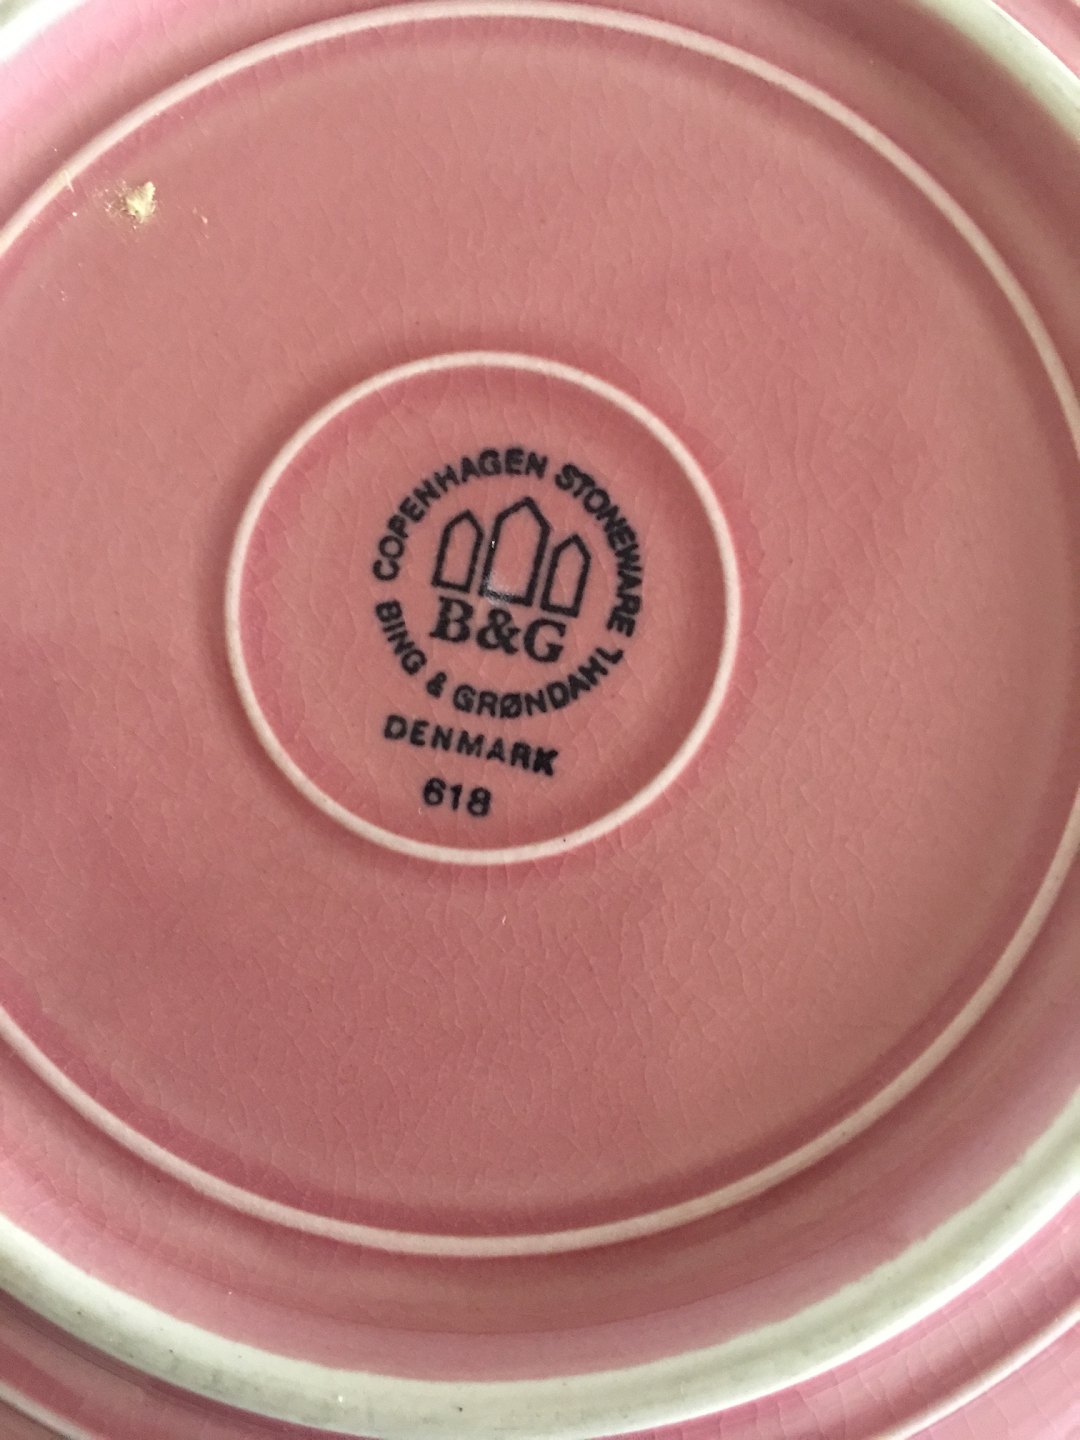 COPENHAGEN STONEWARE
B&G
BING & GRØNDAHL
DENMARK
618